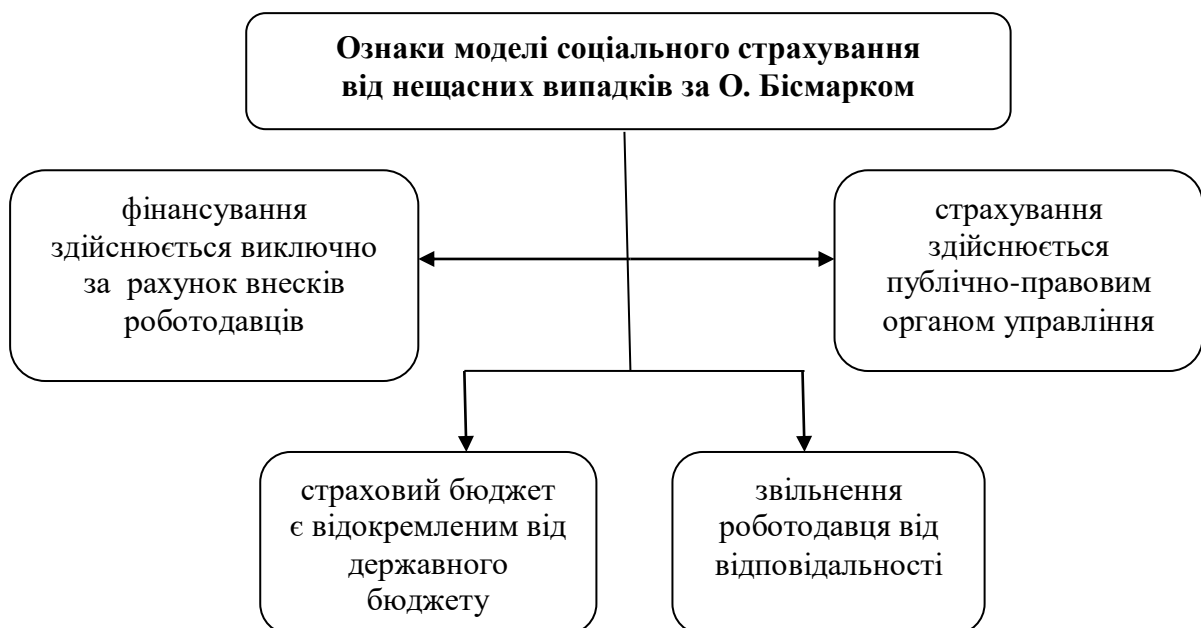 Ознаки моделі соціального страхування
від нещасних випадків за О. Бісмарком
фінансування
здійснюється виключно
за рахунок внесків
роботодавців
страхування
здійснюється
публічно-правовим
органом управління
страховий бюджет
є відокремленим від
державного
бюджету
звільнення
роботодавця від
відповідальності